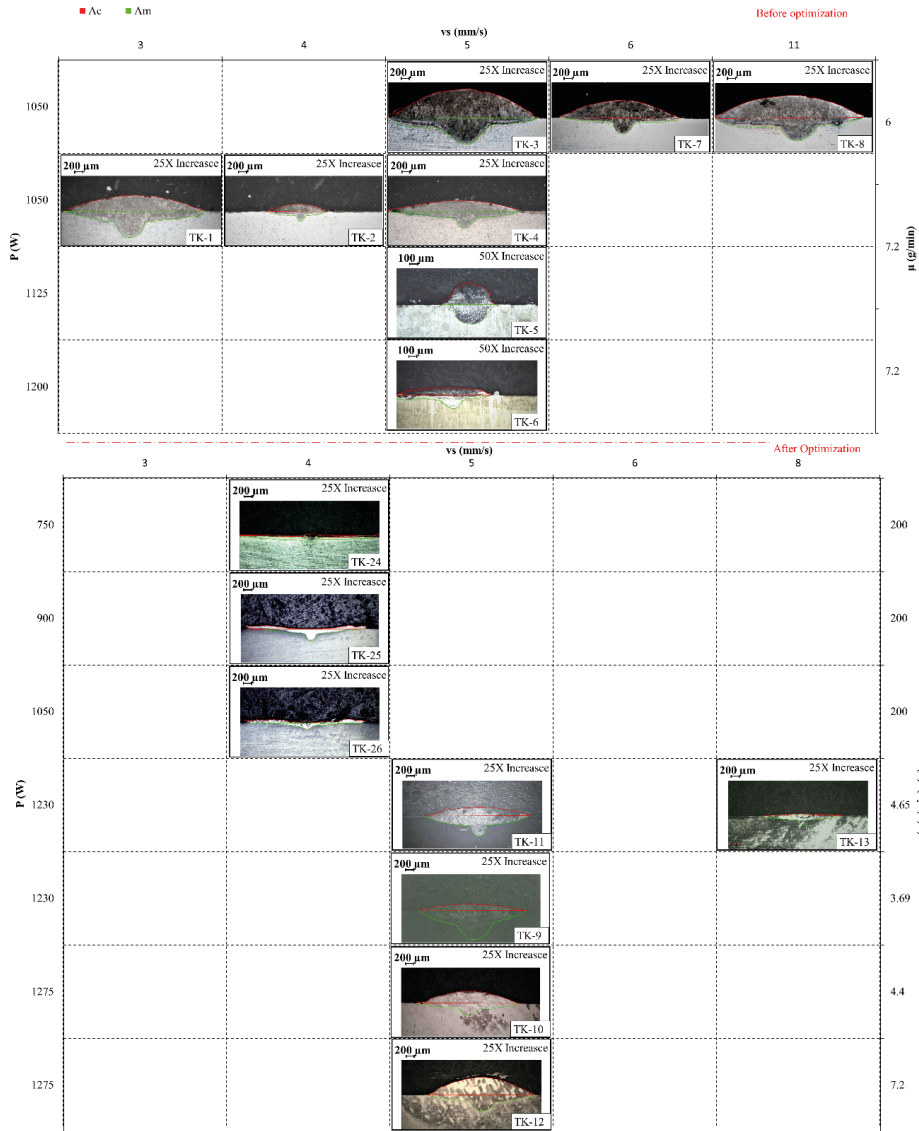 Ac Am
Before optimization
vs (mm/s)
3 4 5 6 11
P (W)
μ (g/min)
1050
200 μm 25X Increasce
TK-3
200 μm 25X Increasce
TK-7
200 μm 25X Increasce
TK-8
6
1050
200 μm 25X Increasce
TK-1
200 μm 25X Increasce
TK-2
200 μm 25X Increasce
TK-4
7.2
1125
100 μm 50X Increasce
TK-5
7.2
1200
100 μm 50X Increasce
TK-6
After Optimization
vs (mm/s)
3 4 5 6 8
P (W)
750
200 μm 25X Increasce
TK-24
200
900
200 μm 25X Increasce
TK-25
200
1050
200 μm 25X Increasce
TK-26
200
1230
200 μm 25X Increasce
TK-11
200 μm 25X Increasce
TK-13
4.65
1230
200 μm 25X Increasce
TK-9
3.69
1275
200 μm 25X Increasce
TK-10
4.4
1275
200 μm 25X Increasce
TK-12
7.2